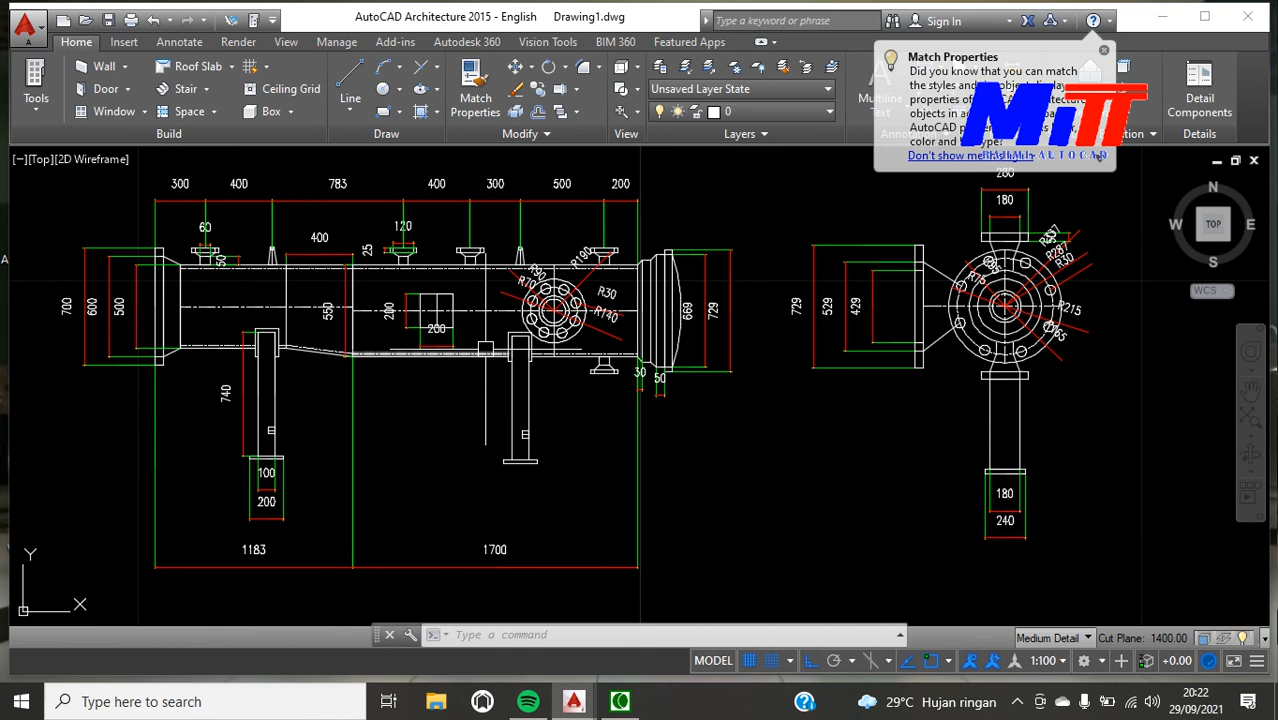 AutoCAD Architecture 2015 - English Drawing1.dwg
Type a keyword or phrase
Sign In
Home Insert Annotate Render View Manage Add-ins Autodesk 360 Vision Tools BIM 360 Featured Apps
Tools
Wall
Door
Window
Roof Slab
Stair
Space
Ceiling Grid
Box
Build
Line
Draw
Match
Properties
Modify
View
Unsaved Layer State
0
Layers
Detail
Components
Details
Match Properties
Did you know that you can match
the styles and
properties of
objects in
AutoCAD
color and
Don't show me
MiTT
AUTOCAD
[−][Top][2D Wireframe]
300 400 783 400 300 500 200
60
400
120
25
50
700
600
500
550
200
200
R90
R190
R70
R30
R140
669
729
30
50
740
100
200
1183
1700
180
729
529
429
R287
R30
R75
R215
180
240
N
W
TOP
E
S
WCS
Y
X
Type a command
Medium Detail
Cut Plane: 1400.00
MODEL
1:100
+0.00
Type here to search
29°C Hujan ringan
20:22
29/09/2021